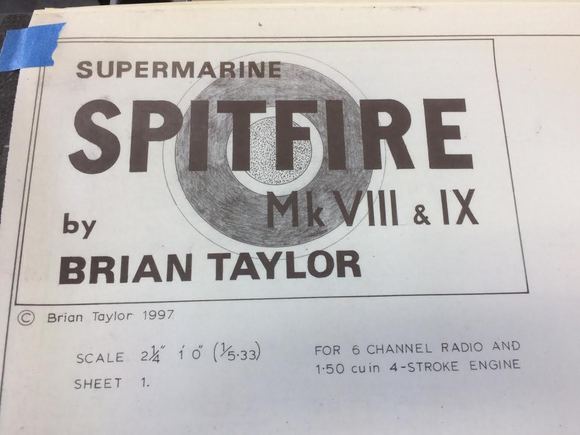 SUPERMARINE
SPITFIRE
Mk VIII & IX
by
BRIAN TAYLOR
© Brian Taylor 1997
SCALE 2¼" 1' 0" (1/5·33)
SHEET 1.
FOR 6 CHANNEL RADIO AND
1·50 cu in 4-STROKE ENGINE